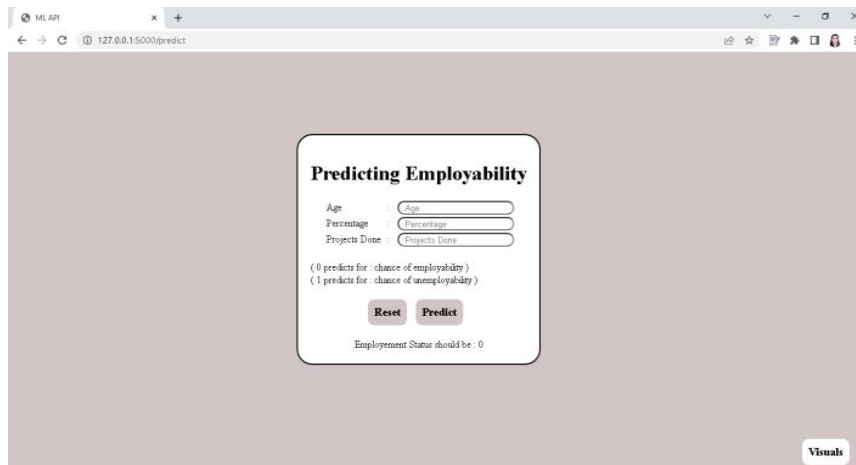 ML API
127.0.0.1:5000/predict
Predicting Employability
Age : Age
Percentage : Percentage
Projects Done : Projects Done
( 0 predicts for : chance of employability )
( 1 predicts for : chance of unemployability )
Reset Predict
Employement Status should be : 0
Visuals